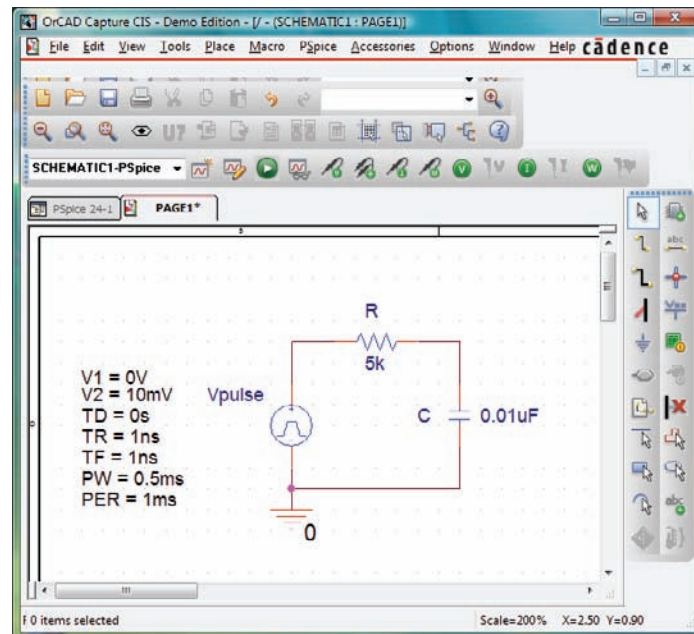 OrCAD Capture CIS - Demo Edition - [/ - (SCHEMATIC1 : PAGE1)]
File Edit View Tools Place Macro PSpice Accessories Options Window Help cādence
U?
SCHEMATIC1-PSpice V V I I W
PSpice 24-1 PAGE1*
abc
R
5k
V1 = 0V
V2 = 10mV
TD = 0s
TR = 1ns
TF = 1ns
PW = 0.5ms
PER = 1ms
Vpulse
C 0.01uF
0
F 0 items selected Scale=200% X=2.50 Y=0.90